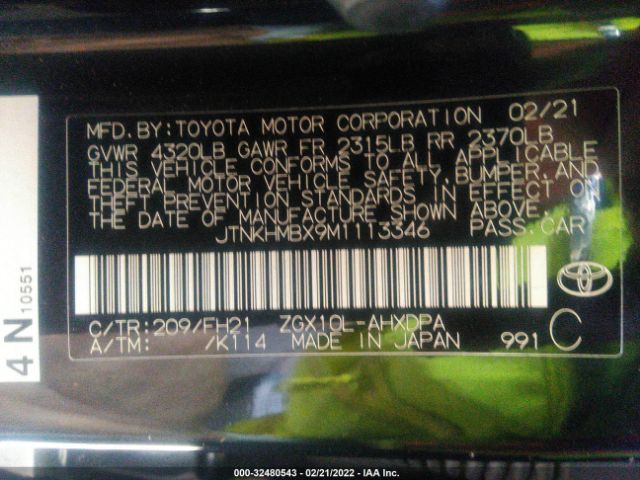 MFD. BY: TOYOTA MOTOR CORPORATION 02/21
GVWR 4320LB GAWR FR 2315LB RR 2370LB
THIS VEHICLE CONFORMS TO ALL APPLICABLE
FEDERAL MOTOR VEHICLE SAFETY, BUMPER, AND
THEFT PREVENTION STANDARDS IN EFFECT ON
THE DATE OF MANUFACTURE SHOWN ABOVE.
JTNKHMBX9M1113346 PASS. CAR
C/TR: 209/FH21 ZGX10L-AHXDPA
A/TM: /K114 MADE IN JAPAN 991 C
4 N 10551
000-32480543 - 02/21/2022 - IAA Inc.